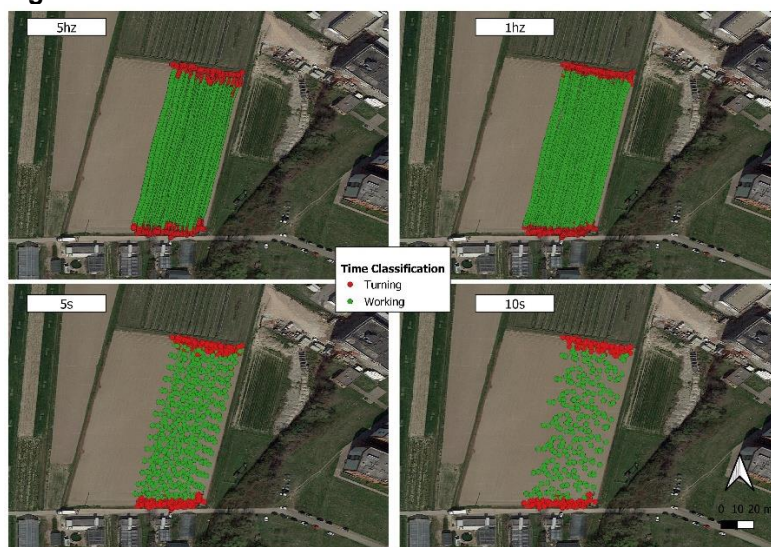 5hz
1hz
Time Classification
Turning
Working
5s
10s
0 10 20 m